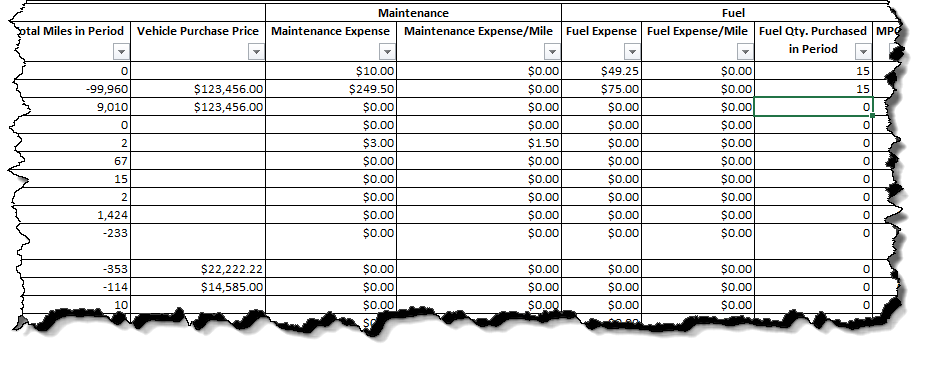 Maintenance Fuel
otal Miles in Period Vehicle Purchase Price Maintenance Expense Maintenance Expense/Mile Fuel Expense Fuel Expense/Mile Fuel Qty. Purchased
in Period
0 $10.00 $0.00 $49.25 $0.00 15
-99,960 $123,456.00 $249.50 $0.00 $75.00 $0.00 15
9,010 $123,456.00 $0.00 $0.00 $0.00 $0.00 0
0 $0.00 $0.00 $0.00 $0.00 0
2 $3.00 $1.50 $0.00 $0.00 0
67 $0.00 $0.00 $0.00 $0.00 0
15 $0.00 $0.00 $0.00 $0.00 0
2 $0.00 $0.00 $0.00 $0.00 0
1,424 $0.00 $0.00 $0.00 $0.00 0
-233 $0.00 $0.00 $0.00 $0.00 0
-353 $22,222.22 $0.00 $0.00 $0.00 $0.00 0
-114 $14,585.00 $0.00 $0.00 $0.00 $0.00 0
10 $0.00 $0.00 $0.00 $0.00 0